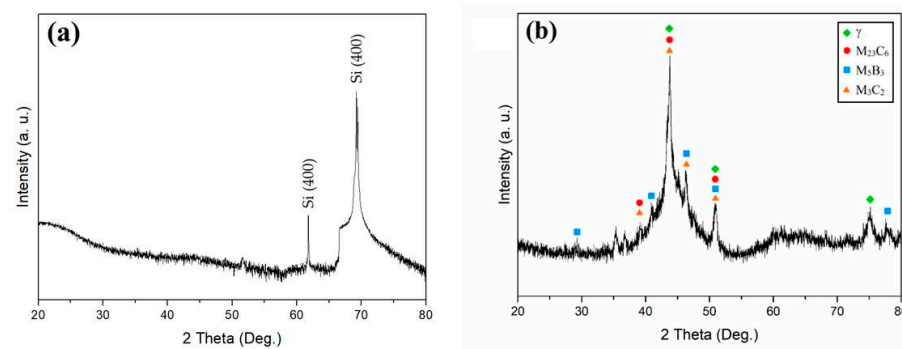 (a)
Intensity (a. u.)
Si (400)
Si (400)
20 30 40 50 60 70 80
2 Theta (Deg.)
(b)
Intensity (a. u.)
γ
M₂₃C₆
M₅B₃
M₃C₂
20 30 40 50 60 70 80
2 Theta (Deg.)